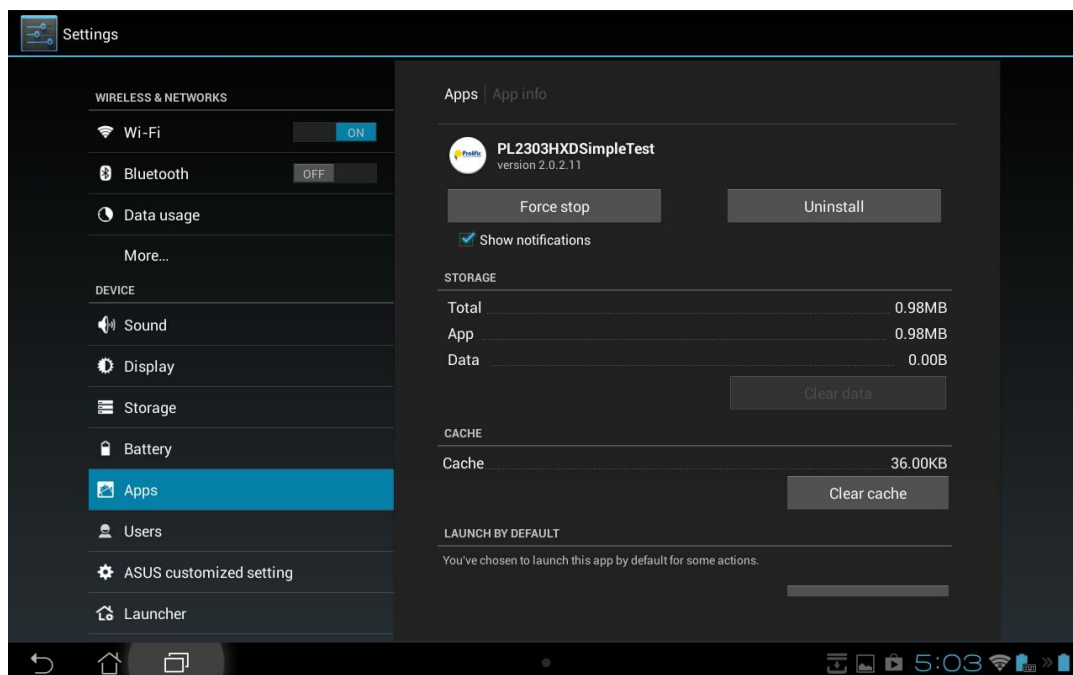 Settings
WIRELESS & NETWORKS
Wi-Fi
ON
Bluetooth
OFF
Data usage
More...
DEVICE
Sound
Display
Storage
Battery
Apps
Users
ASUS customized setting
Launcher
Apps App info
Prolific
PL2303HXDSimpleTest
version 2.0.2.11
Force stop
Uninstall
Show notifications
STORAGE
Total 0.98MB
App 0.98MB
Data 0.00B
Clear data
CACHE
Cache 36.00KB
Clear cache
LAUNCH BY DEFAULT
You've chosen to launch this app by default for some actions.
5:03